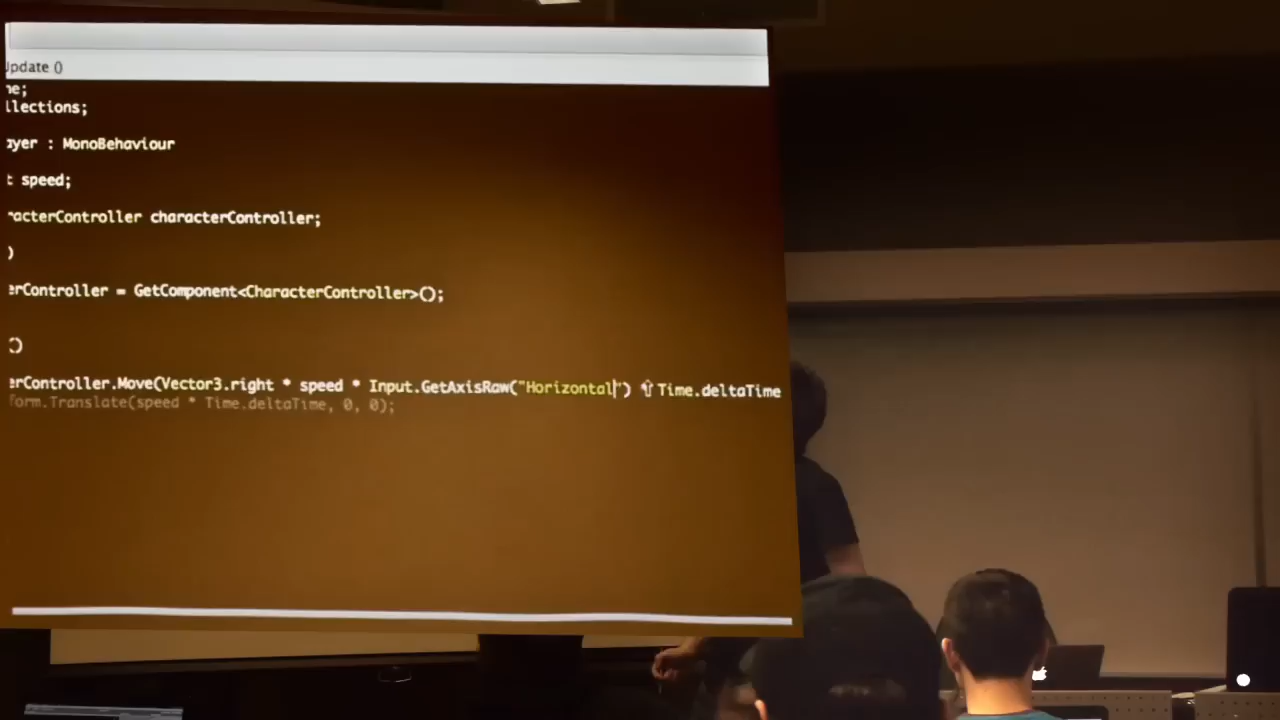 Update ()
ne;
llections;
ayer : MonoBehaviour
t speed;
racterController characterController;
)
erController = GetComponent<CharacterController>();
()
erController.Move(Vector3.right * speed * Input.GetAxisRaw("Horizontal") * Time.deltaTime
form.Translate(speed * Time.deltaTime, 0, 0);